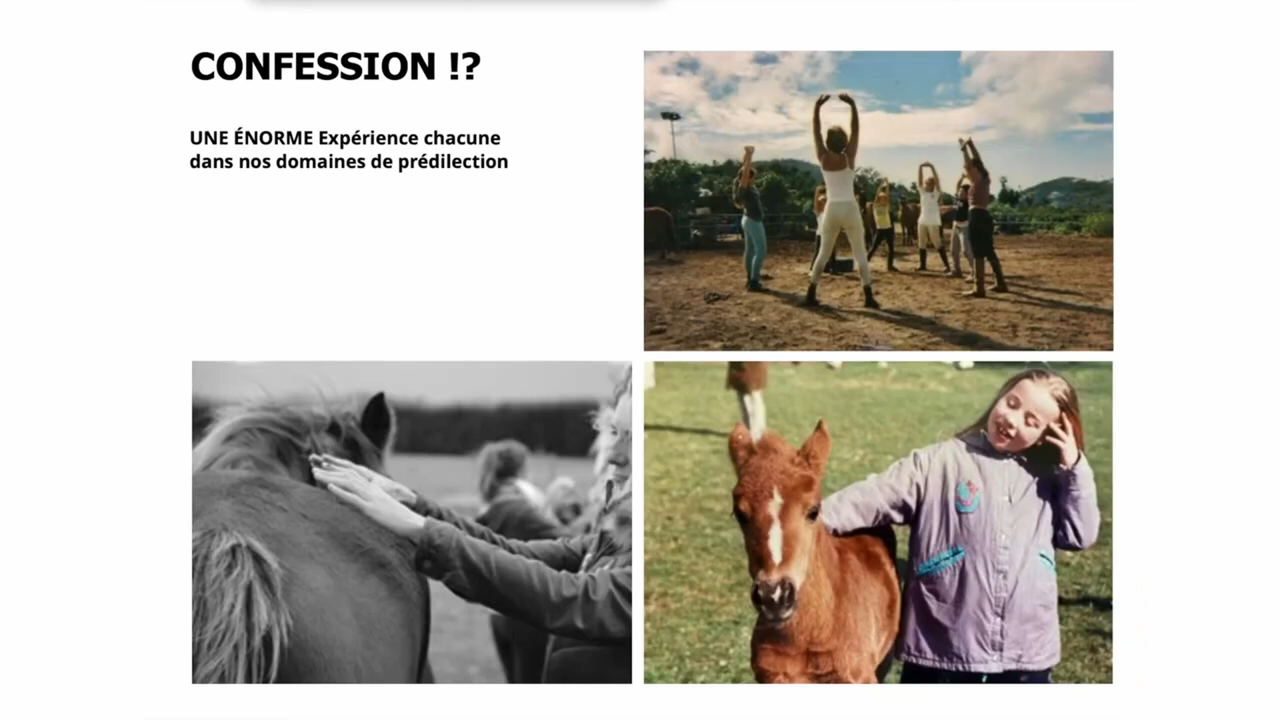 CONFESSION !?
UNE ÉNORME Expérience chacune
dans nos domaines de prédilection